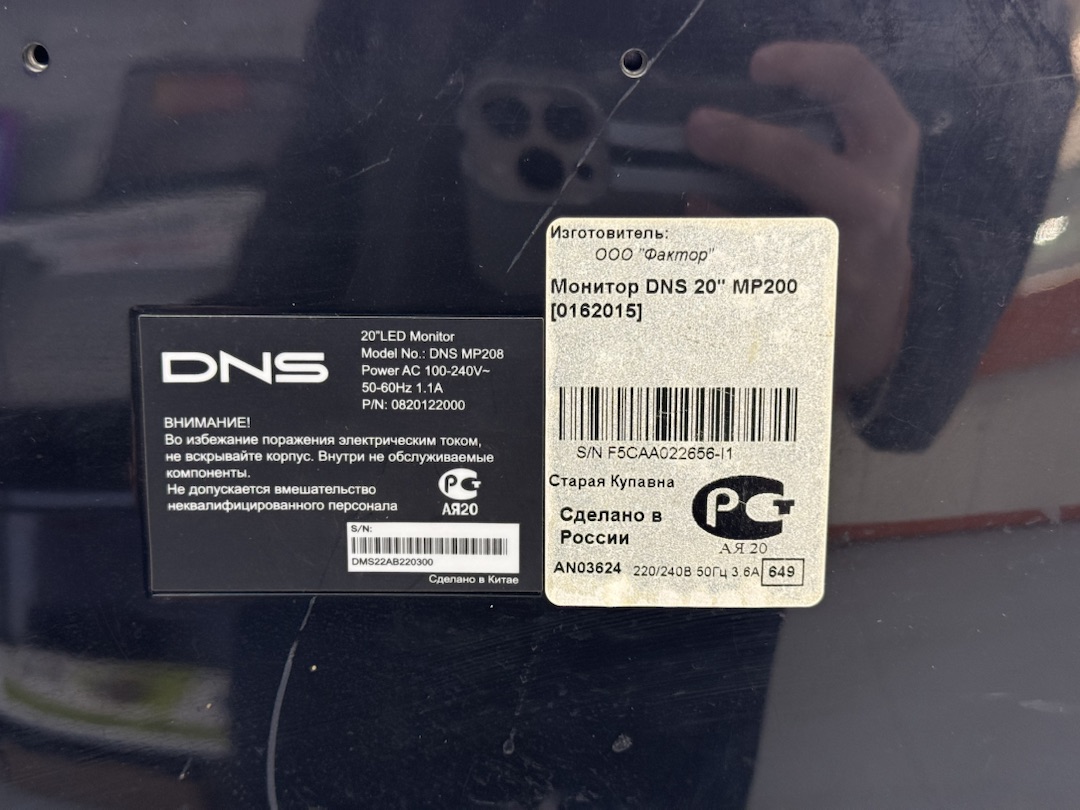 DNS
20"LED Monitor
Model No.: DNS MP208
Power AC 100-240V~
50-60Hz 1.1A
P/N: 0820122000
ВНИМАНИЕ!
Во избежание поражения электрическим током,
не вскрывайте корпус. Внутри не обслуживаемые
компоненты.
Не допускается вмешательство
неквалифицированного персонала
РСТ
АЯ20
S/N:
DMS22AB220300
Сделано в Китае
Изготовитель:
ООО "Фактор"
Монитор DNS 20" MP200
[0162015]
S/N F5CAA022656-I1
Старая Купавна
Сделано в
России
РСТ
АЯ 20
AN03624 220/240В 50Гц 3.6А 649